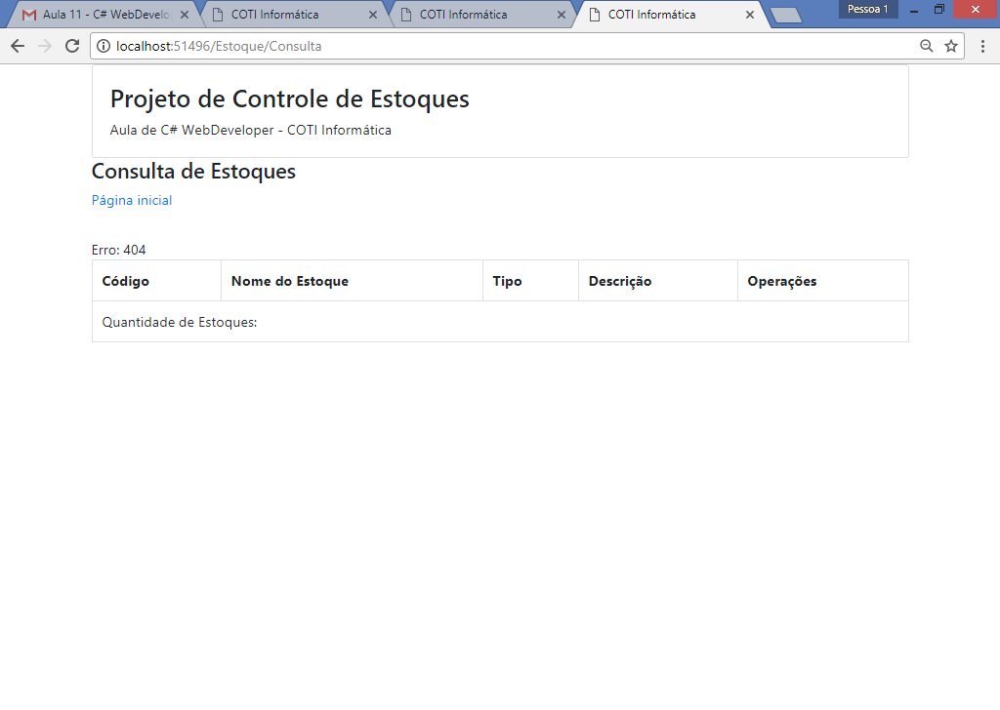 Aula 11 - C# WebDevelo
COTI Informática
COTI Informática
COTI Informática
Pessoa 1
localhost:51496/Estoque/Consulta
Projeto de Controle de Estoques
Aula de C# WebDeveloper - COTI Informática
Consulta de Estoques
Página inicial
Erro: 404
Código Nome do Estoque Tipo Descrição Operações
Quantidade de Estoques: